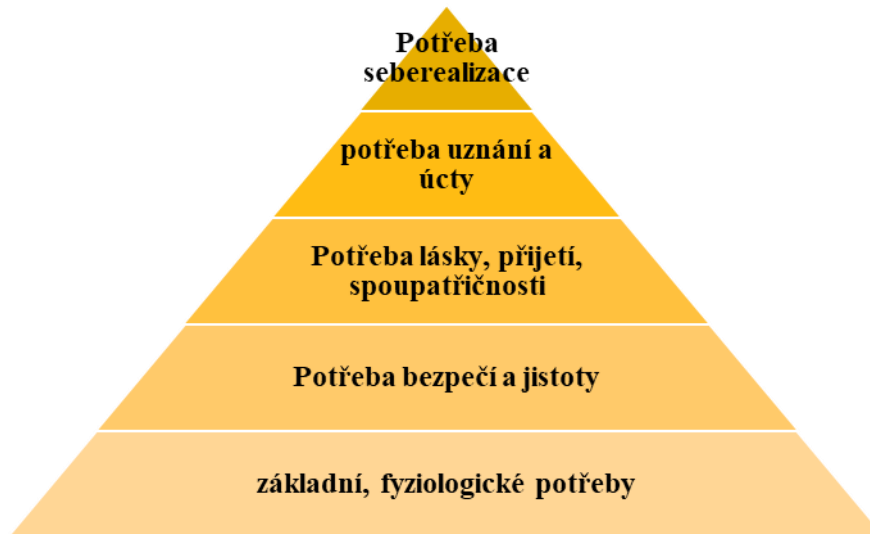 Potřeba
seberealizace
potřeba uznání a
úcty
Potřeba lásky, přijetí,
spoupatřičnosti
Potřeba bezpečí a jistoty
základní, fyziologické potřeby